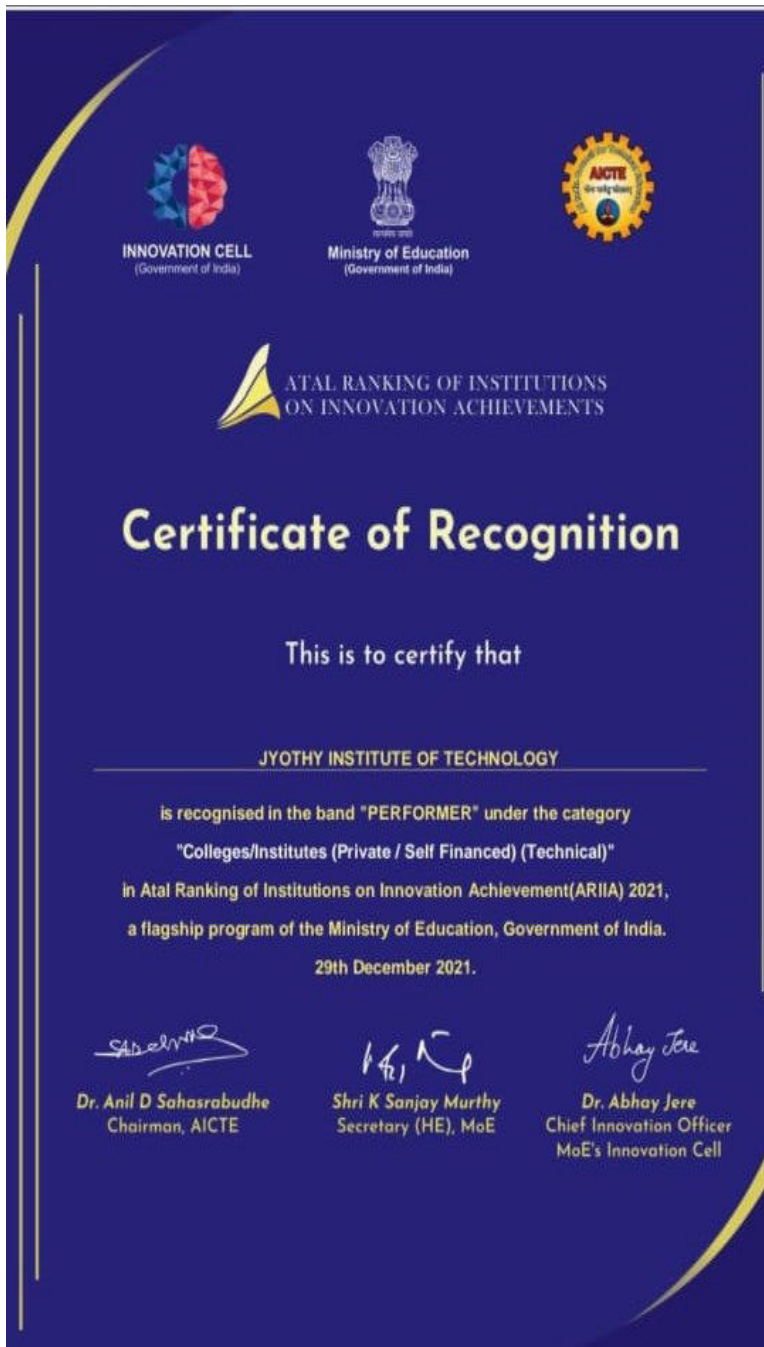 INNOVATION CELL
(Government of India)
सत्यमेव जयते
Ministry of Education
(Government of India)
AICTE
ATAL RANKING OF INSTITUTIONS
ON INNOVATION ACHIEVEMENTS
Certificate of Recognition
This is to certify that
JYOTHY INSTITUTE OF TECHNOLOGY
is recognised in the band "PERFORMER" under the category
"Colleges/Institutes (Private / Self Financed) (Technical)"
in Atal Ranking of Institutions on Innovation Achievement(ARIIA) 2021,
a flagship program of the Ministry of Education, Government of India.
29th December 2021.
Abhay Jere
Dr. Anil D Sahasrabudhe
Chairman, AICTE
Shri K Sanjay Murthy
Secretary (HE), MoE
Dr. Abhay Jere
Chief Innovation Officer
MoE's Innovation Cell